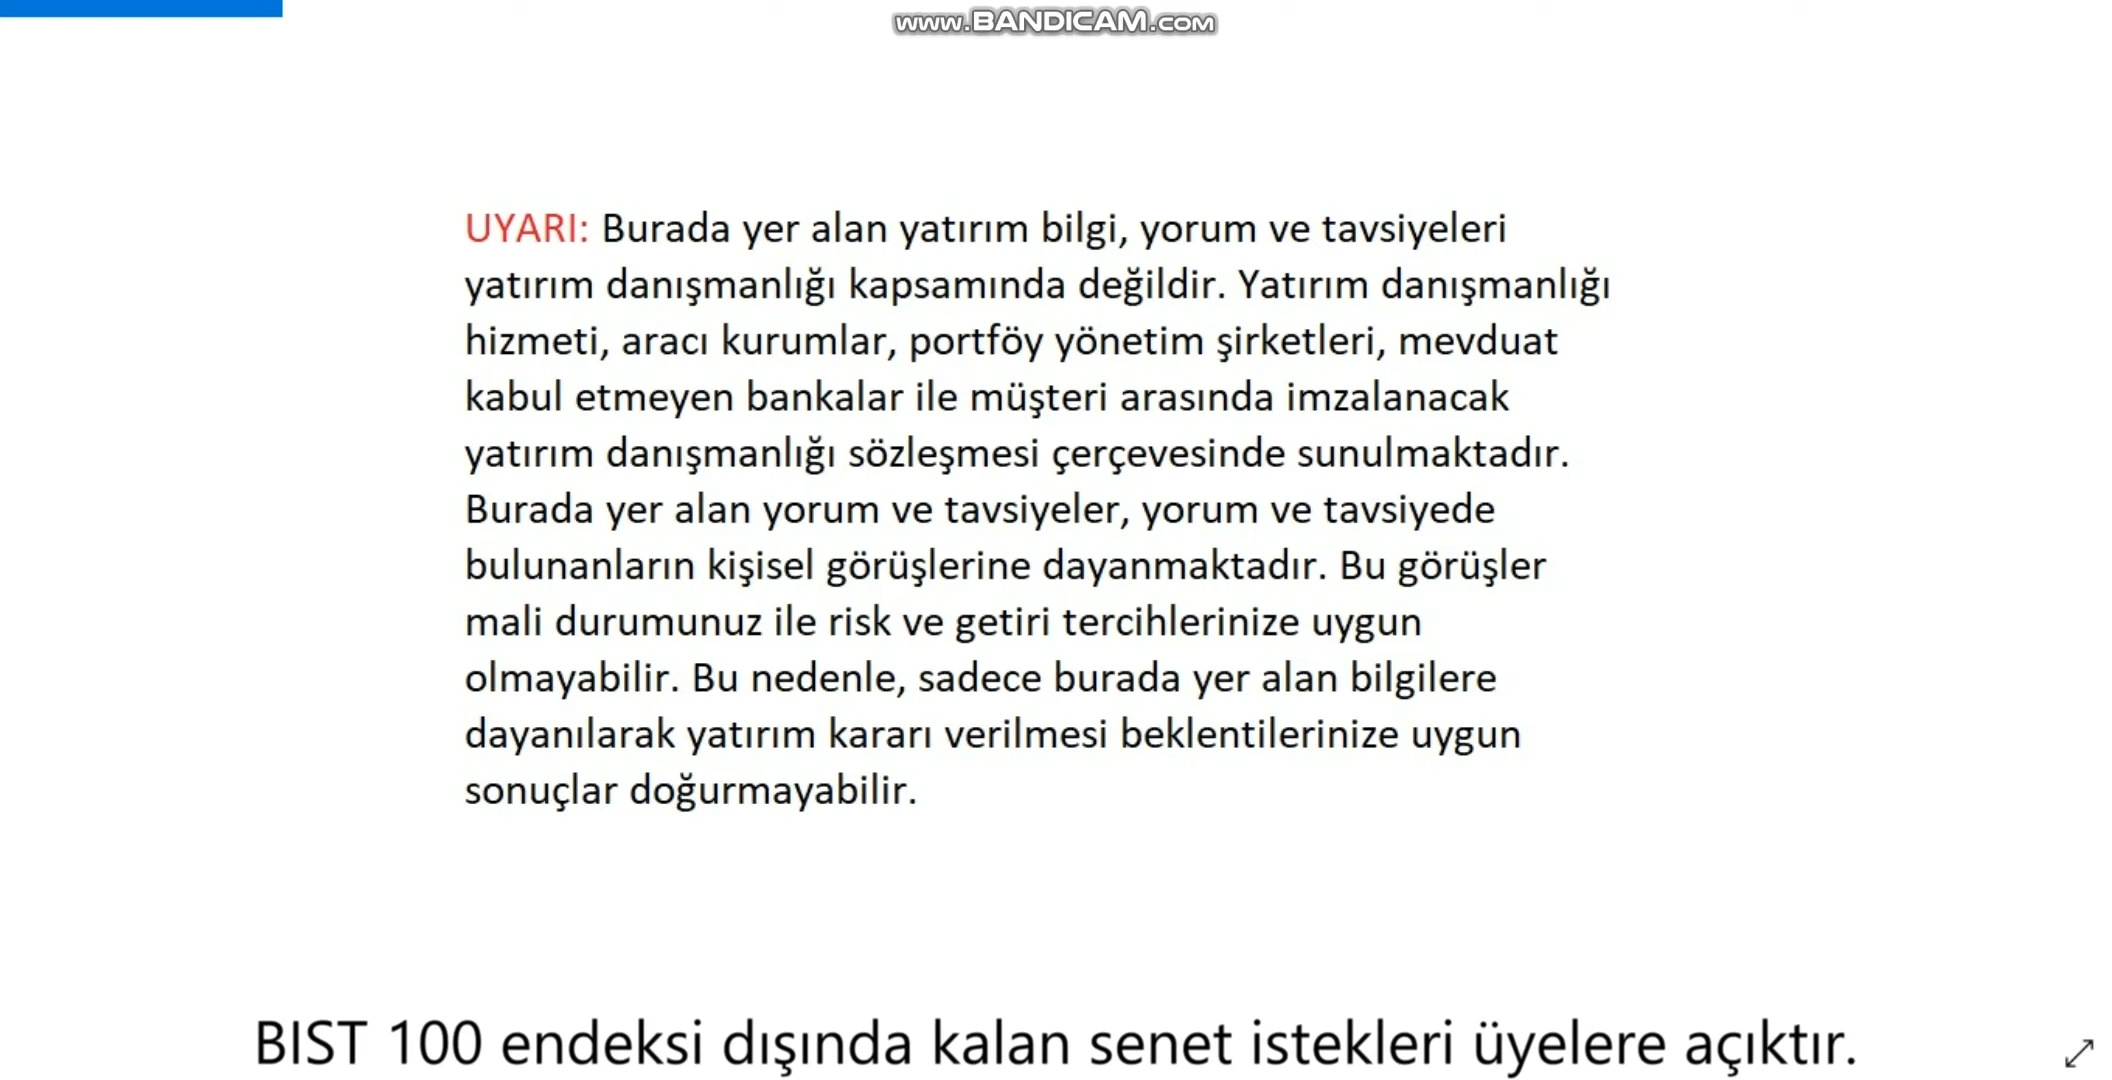 www.BANDICAM.com
UYARI: Burada yer alan yatırım bilgi, yorum ve tavsiyeleri
yatırım danışmanlığı kapsamında değildir. Yatırım danışmanlığı
hizmeti, aracı kurumlar, portföy yönetim şirketleri, mevduat
kabul etmeyen bankalar ile müşteri arasında imzalanacak
yatırım danışmanlığı sözleşmesi çerçevesinde sunulmaktadır.
Burada yer alan yorum ve tavsiyeler, yorum ve tavsiyede
bulunanların kişisel görüşlerine dayanmaktadır. Bu görüşler
mali durumunuz ile risk ve getiri tercihlerinize uygun
olmayabilir. Bu nedenle, sadece burada yer alan bilgilere
dayanılarak yatırım kararı verilmesi beklentilerinize uygun
sonuçlar doğurmayabilir.
BIST 100 endeksi dışında kalan senet istekleri üyelere açıktır.